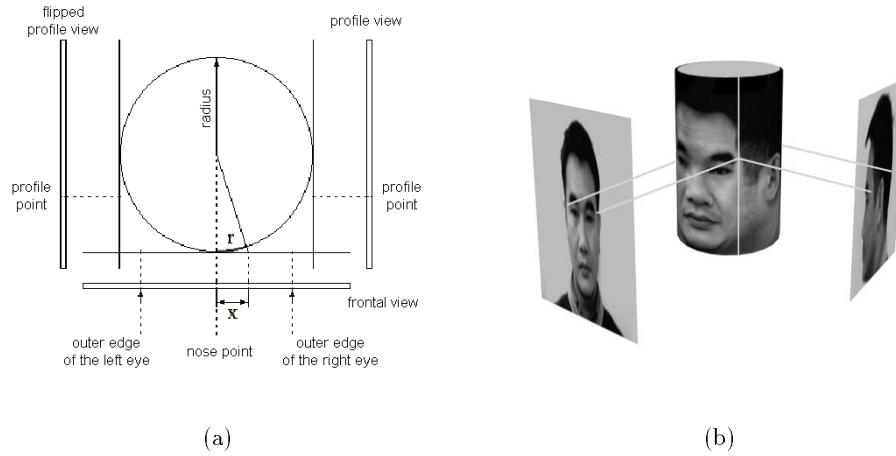 flipped
profile view
profile view
radius
profile
point
profile
point
r
frontal view
x
outer edge
of the left eye
nose point
outer edge
of the right eye
(a)
(b)